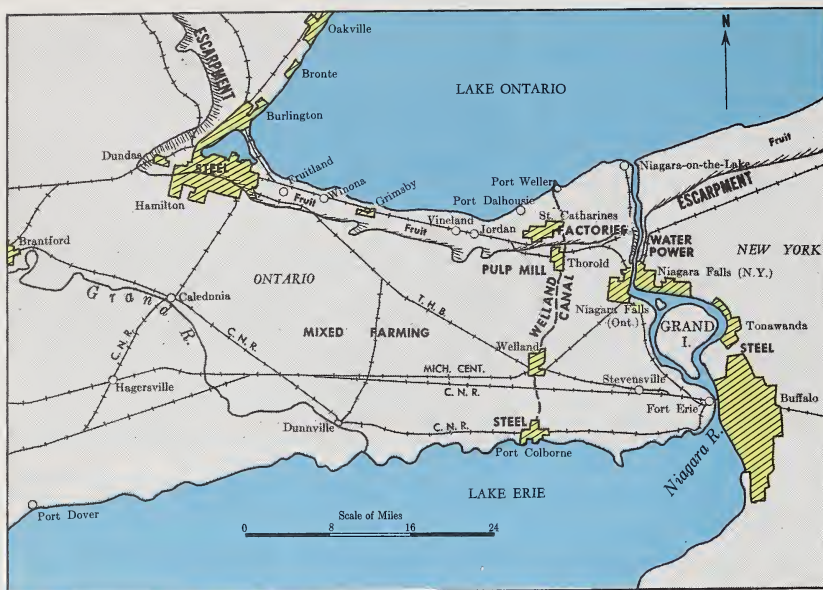 Oakville
N
ESCARPMENT
Bronte
LAKE ONTARIO
Burlington
Fruit
Dundas
STEEL
Fruitland
Niagara-on-the-Lake
Winona
Port Weller
ESCARPMENT
Hamilton
Grimsby
Port Dalhousie
Fruit
Vineland
St. Catharines
Jordan
FACTORIES
Fruit
WATER
POWER
NEW YORK
Brantford
PULP MILL
Thorold
ONTARIO
Niagara Falls (N.Y.)
Grand R.
Caledonia
WELLAND
CANAL
Niagara
Falls
(Ont.)
GRAND
I.
Tonawanda
T. H. B.
C. N. R.
C. N. R.
MIXED FARMING
STEEL
Welland
MICH. CENT.
Hagersville
C. N. R.
Stevensville
Buffalo
Fort Erie
Dunnville
C. N. R.
STEEL
Port Colborne
Niagara R.
LAKE ERIE
Port Dover
Scale of Miles
0 8 16 24